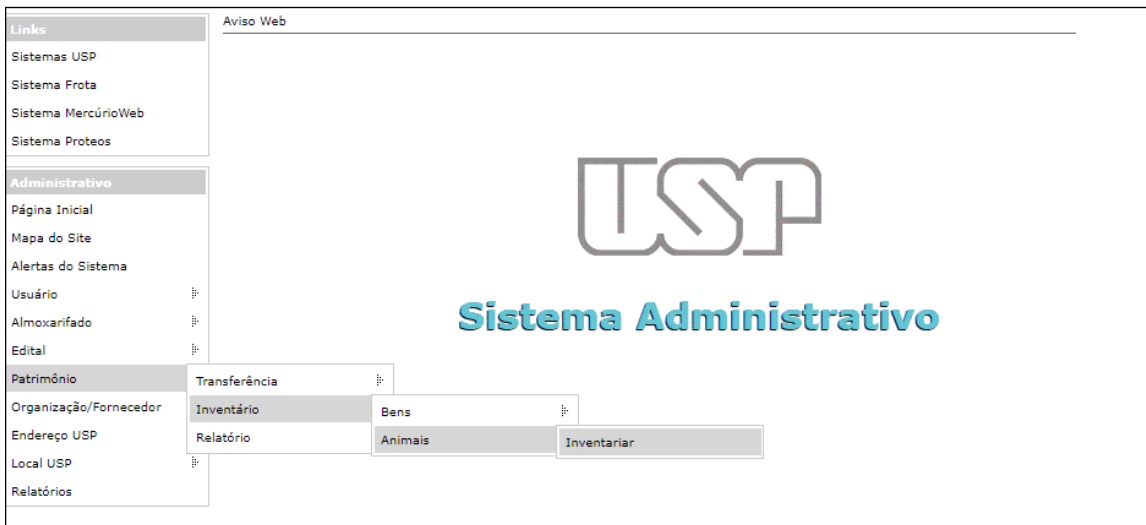 Links
Sistemas USP
Sistema Frota
Sistema MercúrioWeb
Sistema Proteos
Administrativo
Página Inicial
Mapa do Site
Alertas do Sistema
Usuário
Almoxarifado
Edital
Patrimônio
Organização/Fornecedor
Endereço USP
Local USP
Relatórios
Transferência
Inventário
Relatório
Bens
Animais
Inventariar
Aviso Web
USP
Sistema Administrativo